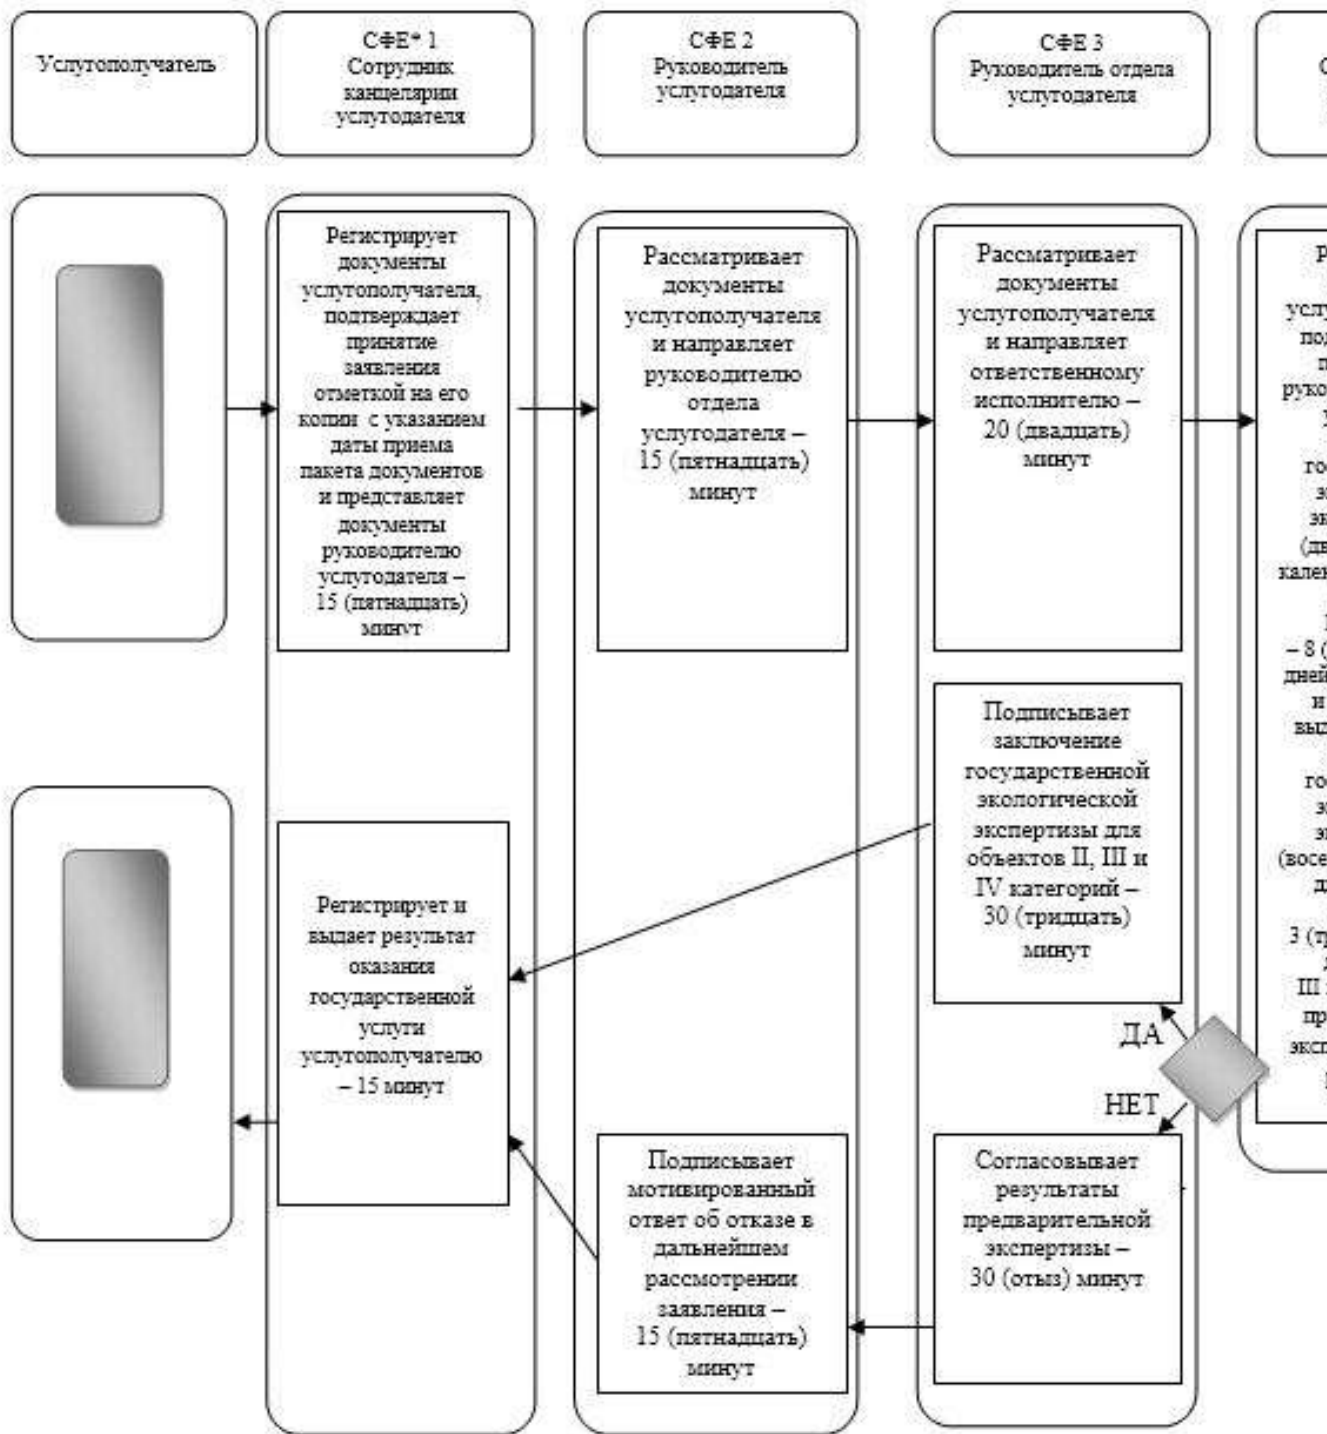 Услугополучатель
СФЕ* 1
Сотрудник
канцелярии
услугодателя
СФЕ 2
Руководитель
услугодателя
СФЕ 3
Руководитель отдела
услугодателя
Регистрирует
документы
услугополучателя,
подтверждает
принятие
заявления
отметкой на его
копии с указанием
даты приема
пакета документов
и представляет
документы
руководителю
услугодателя –
15 (пятнадцать)
минут
Рассматривает
документы
услугополучателя
и направляет
руководителю
отдела
услугодателя –
15 (пятнадцать)
минут
Рассматривает
документы
услугополучателя
и направляет
ответственному
исполнителю –
20 (двадцать)
минут
Подписывает
заключение
государственной
экологической
экспертизы для
объектов II, III и
IV категорий –
30 (тридцать)
минут
Регистрирует и
выдает результат
оказания
государственной
услуги
услугополучателю
– 15 минут
ДА
НЕТ
Подписывает
мотивированный
ответ об отказе в
дальнейшем
рассмотрении
заявления –
15 (пятнадцать)
минут
Согласовывает
результаты
предварительной
экспертизы –
30 (отыз) минут
– 8 (
дней
и
3 (т
III